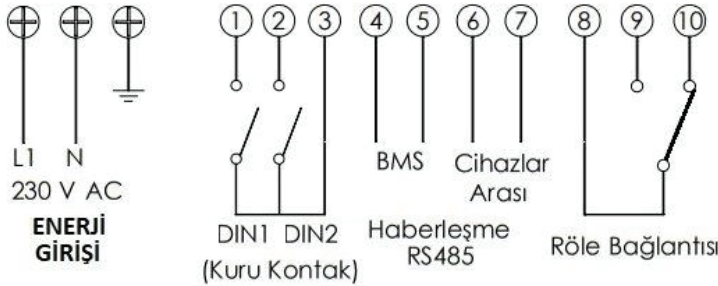 1 2 3 4 5 6 7 8 9 10
L1 N
230 V AC
ENERJİ
GİRİŞİ
DIN1 DIN2
(Kuru Kontak)
BMS
Cihazlar
Arası
Haberleşme
RS485
Röle Bağlantısı